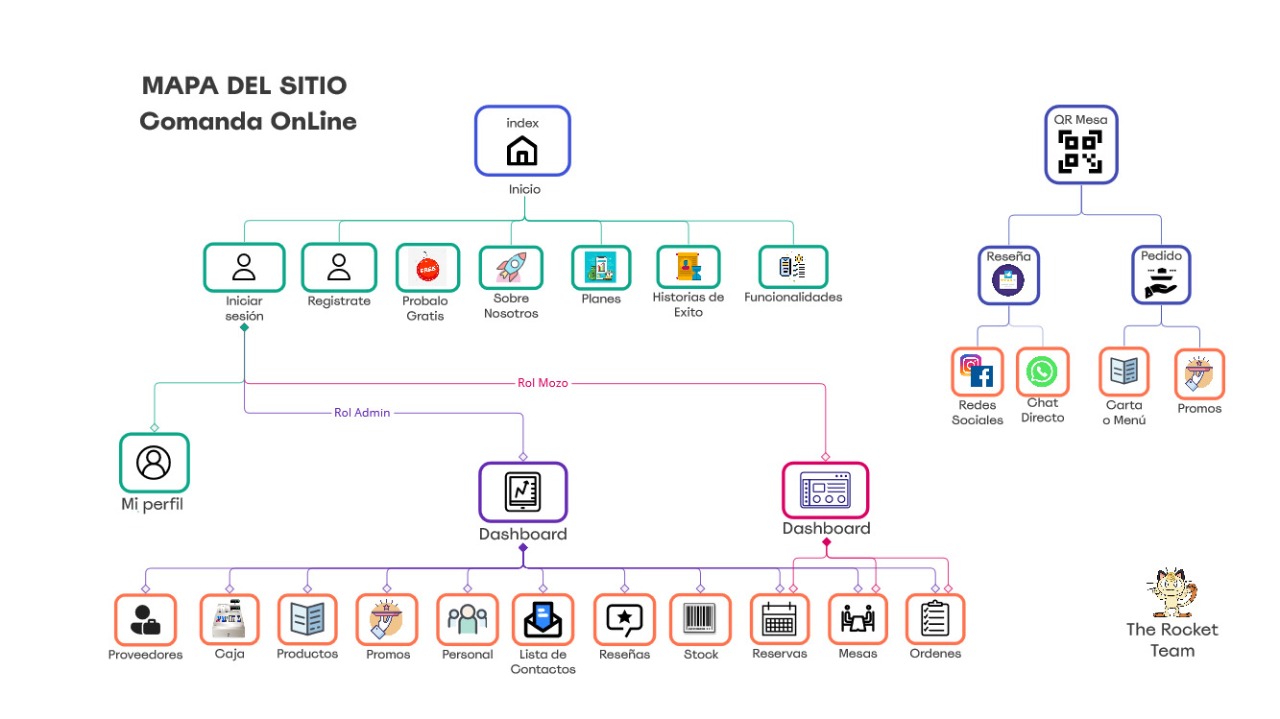 MAPA DEL SITIO
Comanda OnLine
index
Inicio
QR Mesa
Iniciar
sesión
Registrate
FREE
Probalo
Gratis
Sobre
Nosotros
Planes
Historias de
Exito
Funcionalidades
Reseña
Pedido
Redes
Sociales
Chat
Directo
Carta
o Menú
Promos
Rol Mozo
Rol Admin
Mi perfil
Dashboard
Dashboard
Proveedores
Caja
Productos
Promos
Personal
Lista de
Contactos
Reseñas
Stock
Reservas
Mesas
Ordenes
The Rocket
Team